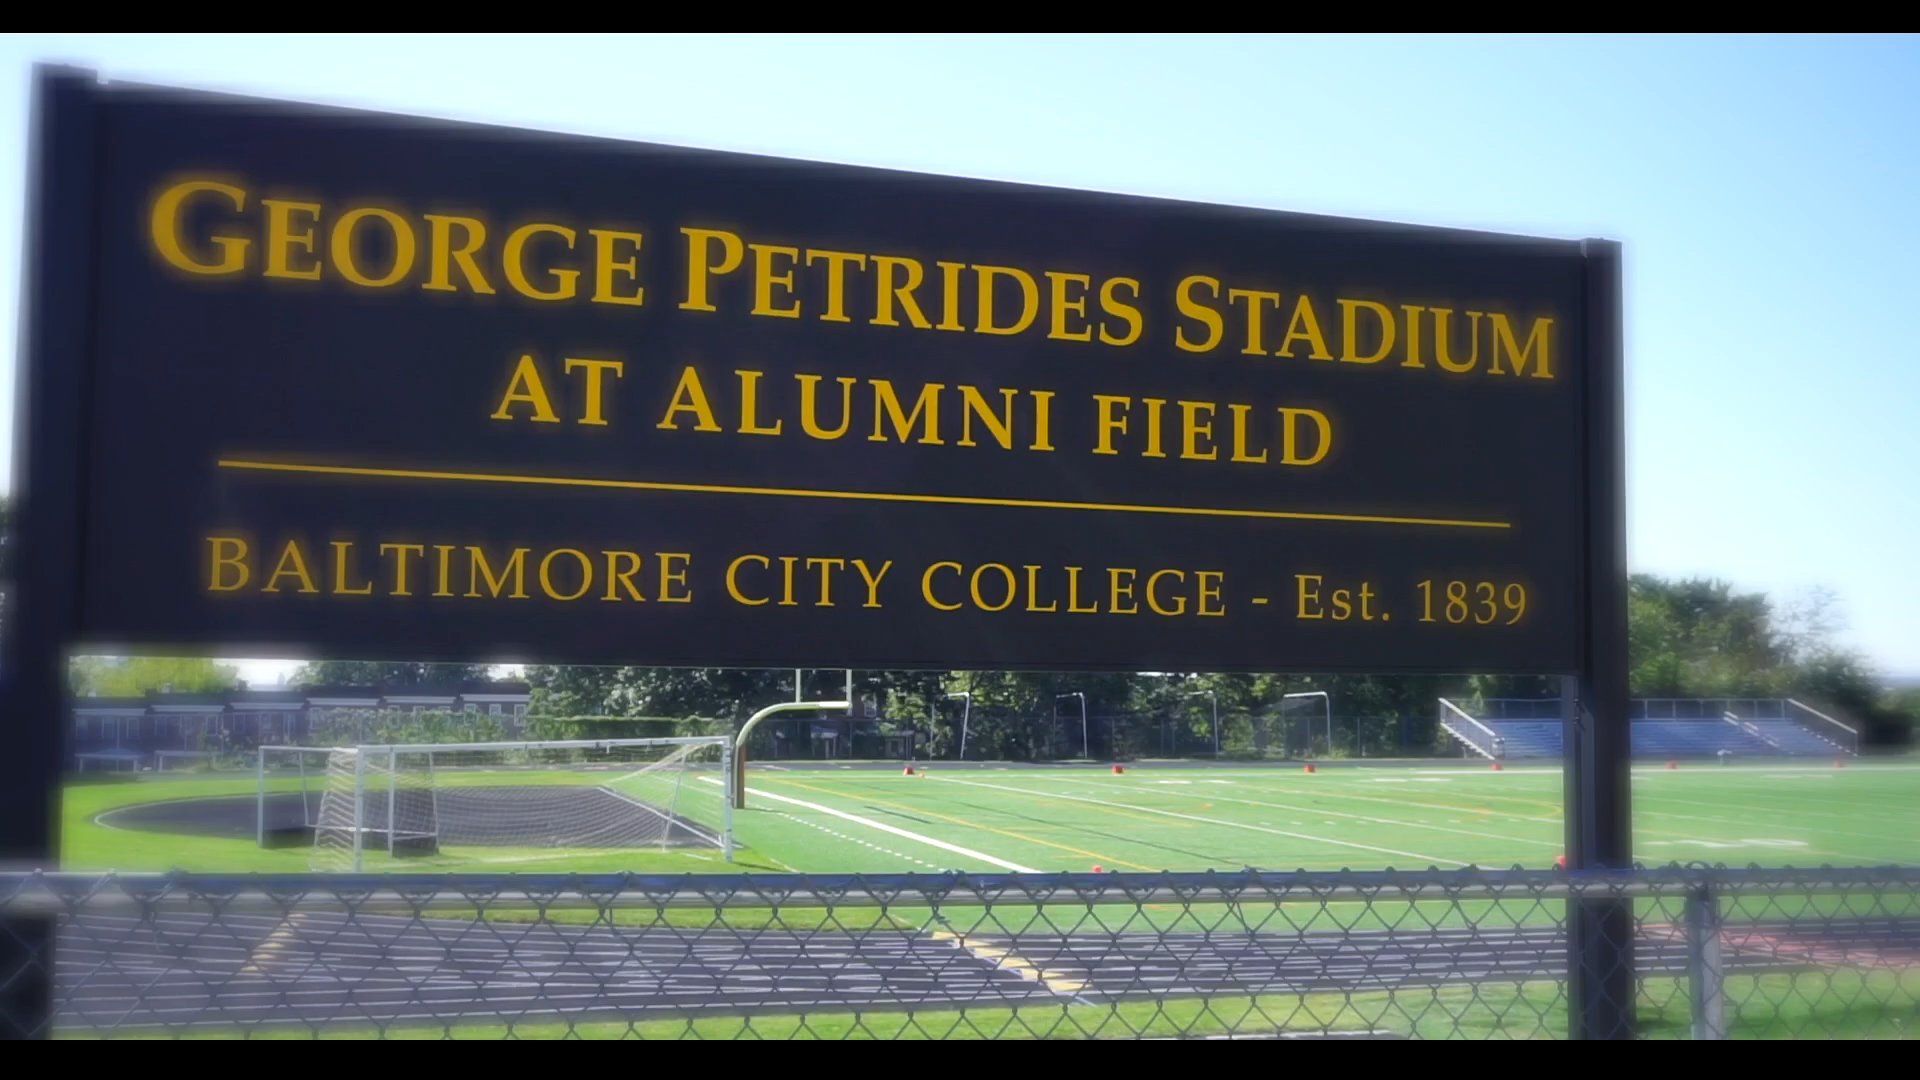 GEORGE PETRIDES STADIUM
AT ALUMNI FIELD
BALTIMORE CITY COLLEGE - Est. 1839